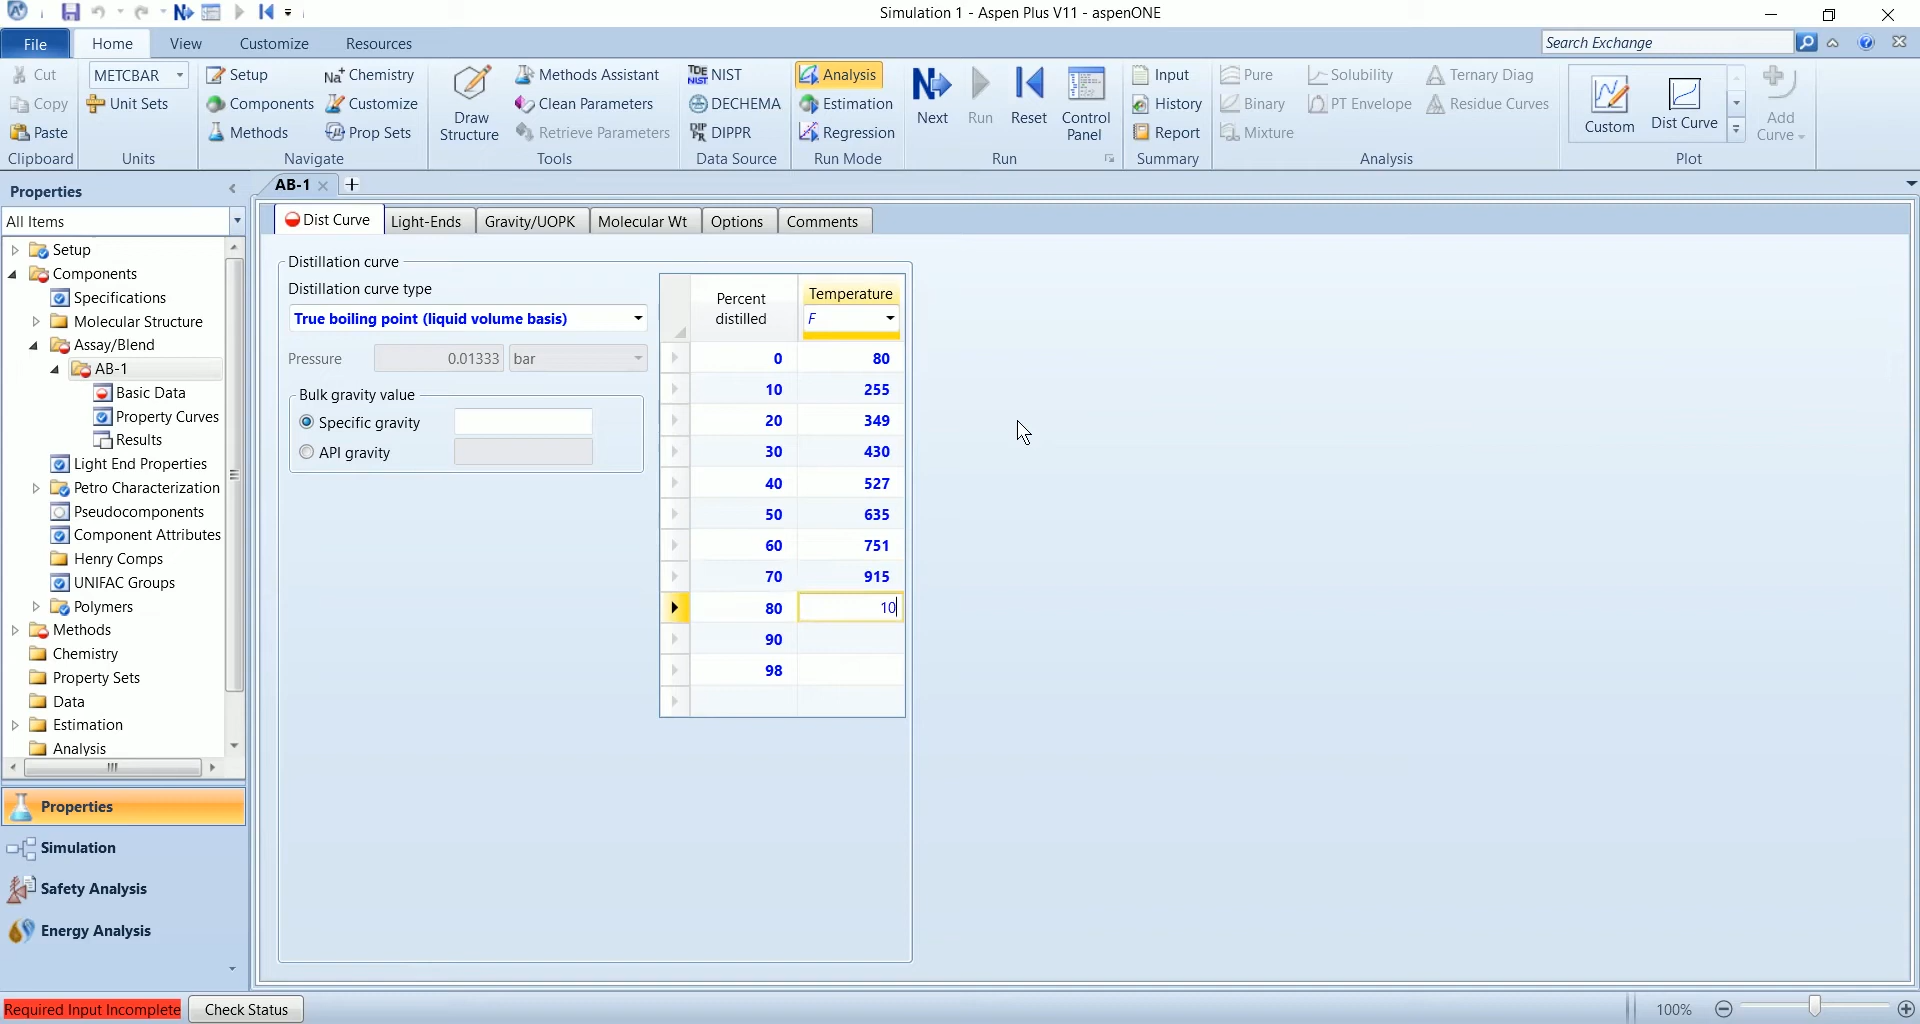 Simulation 1 - Aspen Plus V11 - aspenONE
File Home View Customize Resources Search Exchange
Cut METCBAR Setup Na+ Chemistry Methods Assistant TDE NIST NIST Analysis Input Pure Solubility Ternary Diag
Copy Unit Sets Components Customize Clean Parameters DECHEMA Estimation History Binary PT Envelope Residue Curves
Paste Methods Prop Sets Draw Structure Retrieve Parameters DIPPR Regression Next Run Reset Control Panel Report Mixture Custom Dist Curve Add Curve
Clipboard Units Navigate Tools Data Source Run Mode Run Summary Analysis Plot
Properties
All Items
Setup
Components
Specifications
Molecular Structure
Assay/Blend
AB-1
Basic Data
Property Curves
Results
Light End Properties
Petro Characterization
Pseudocomponents
Component Attributes
Henry Comps
UNIFAC Groups
Polymers
Methods
Chemistry
Property Sets
Data
Estimation
Analysis
Properties
Simulation
Safety Analysis
Energy Analysis
AB-1
Dist Curve Light-Ends Gravity/UOPK Molecular Wt Options Comments
Distillation curve
Distillation curve type
True boiling point (liquid volume basis)
Pressure 0.01333 bar
Bulk gravity value
Specific gravity
API gravity
Percent distilled Temperature
F
0 80
10 255
20 349
30 430
40 527
50 635
60 751
70 915
80 10
90
98
Required Input Incomplete Check Status 100%